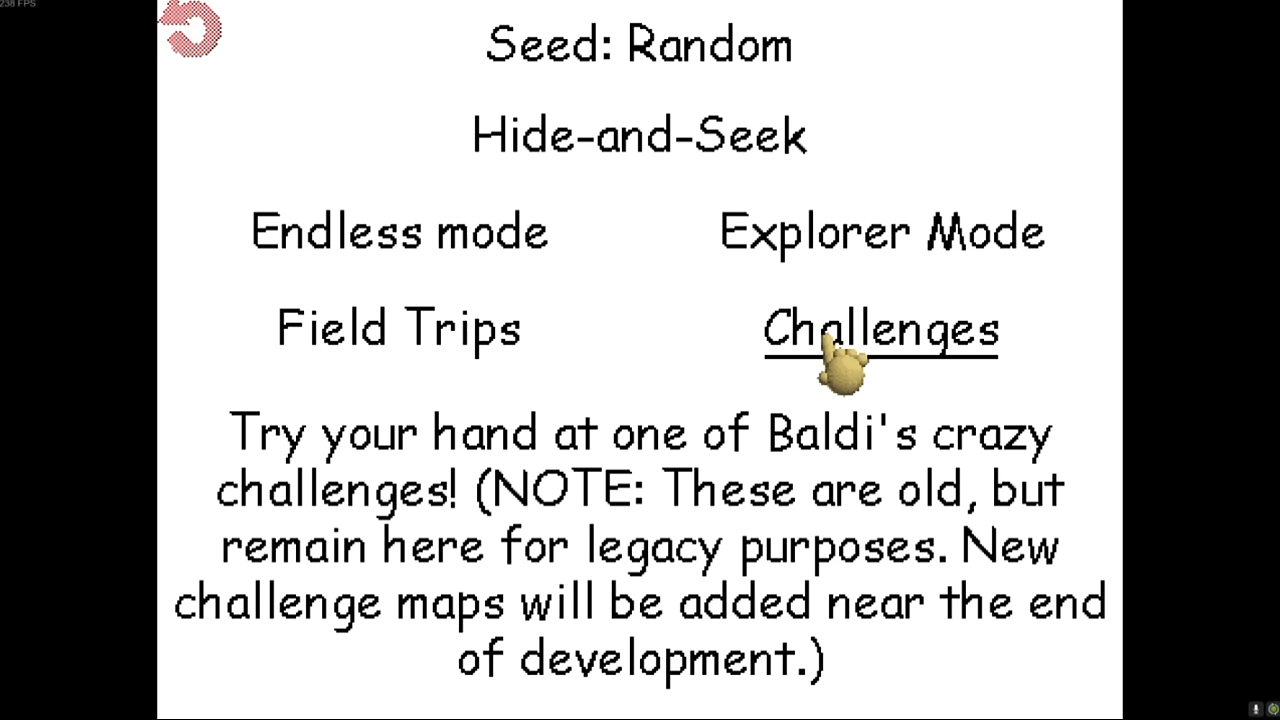 238 FPS
Seed: Random
Hide-and-Seek
Endless mode
Explorer Mode
Field Trips
Challenges
Try your hand at one of Baldi's crazy
challenges! (NOTE: These are old, but
remain here for legacy purposes. New
challenge maps will be added near the end
of development.)